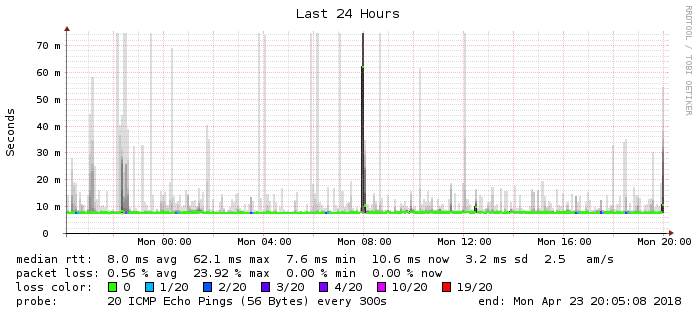 Last 24 Hours
RRDTOOL / TOBI OETIKER
Seconds
70 m
60 m
50 m
40 m
30 m
20 m
10 m
0
Mon 00:00 Mon 04:00 Mon 08:00 Mon 12:00 Mon 16:00 Mon 20:00
median rtt: 8.0 ms avg 62.1 ms max 7.6 ms min 10.6 ms now 3.2 ms sd 2.5 am/s
packet loss: 0.56 % avg 23.92 % max 0.00 % min 0.00 % now
loss color: 0 1/20 2/20 3/20 4/20 10/20 19/20
probe: 20 ICMP Echo Pings (56 Bytes) every 300s end: Mon Apr 23 20:05:08 2018